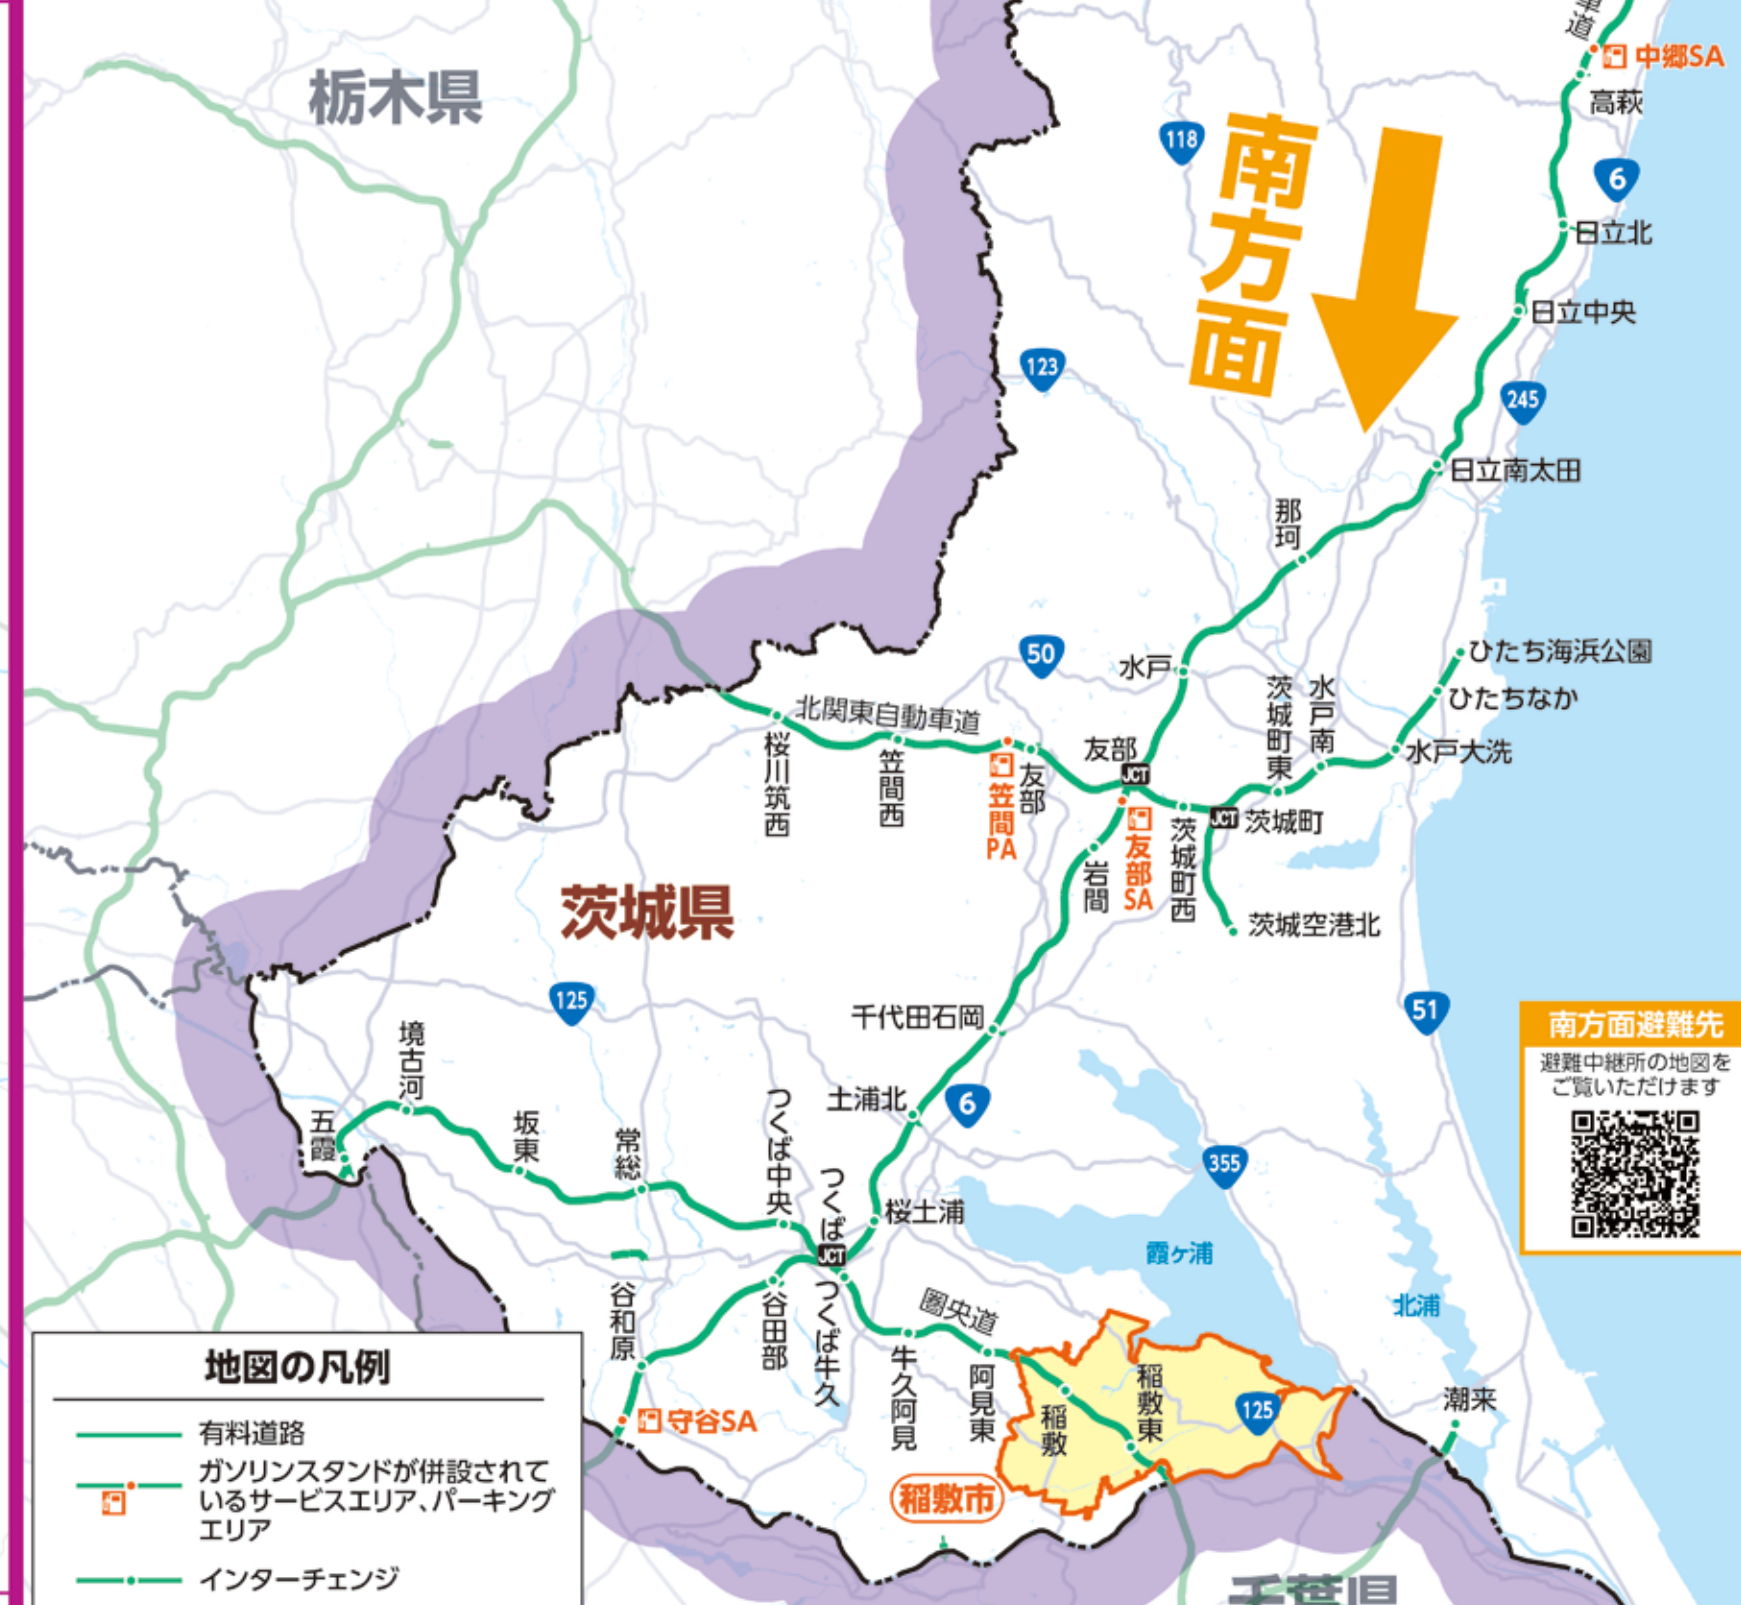 車道
中郷SA
高萩
栃木県
118
南方面
6
日立北
日立中央
123
245
日立南太田
那珂
50
水戸
ひたち海浜公園
ひたちなか
水戸南
茨城町東
水戸大洗
北関東自動車道
桜川筑西
笠間西
笠間PA
友部
友部
JCT
友部SA
岩間
茨城町西
JCT
茨城町
茨城空港北
茨城県
125
千代田石岡
51
南方面避難先
避難中継所の地図を
ご覧いただけます
境古河
五霞
坂東
常総
つくば中央
土浦北
6
355
つくば
JCT
桜土浦
霞ヶ浦
北浦
谷和原
谷田部
つくば牛久
圏央道
牛久阿見
阿見東
稲敷
稲敷東
125
潮来
守谷SA
稲敷市
千葉県
地図の凡例
有料道路
ガソリンスタンドが併設されて
いるサービスエリア、パーキング
エリア
インターチェンジ